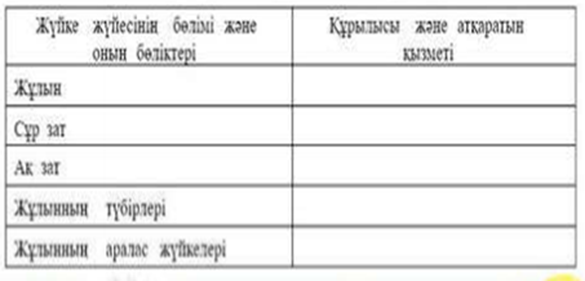 Жүйке жүйесінің бөлімі және
онын бөліктері
Құрылысы және атқаратын
қызметі
Жұлын
Сұр зат
Ақ зат
Жұлынның түбірлері
Жұлынның аралас жүйкелері